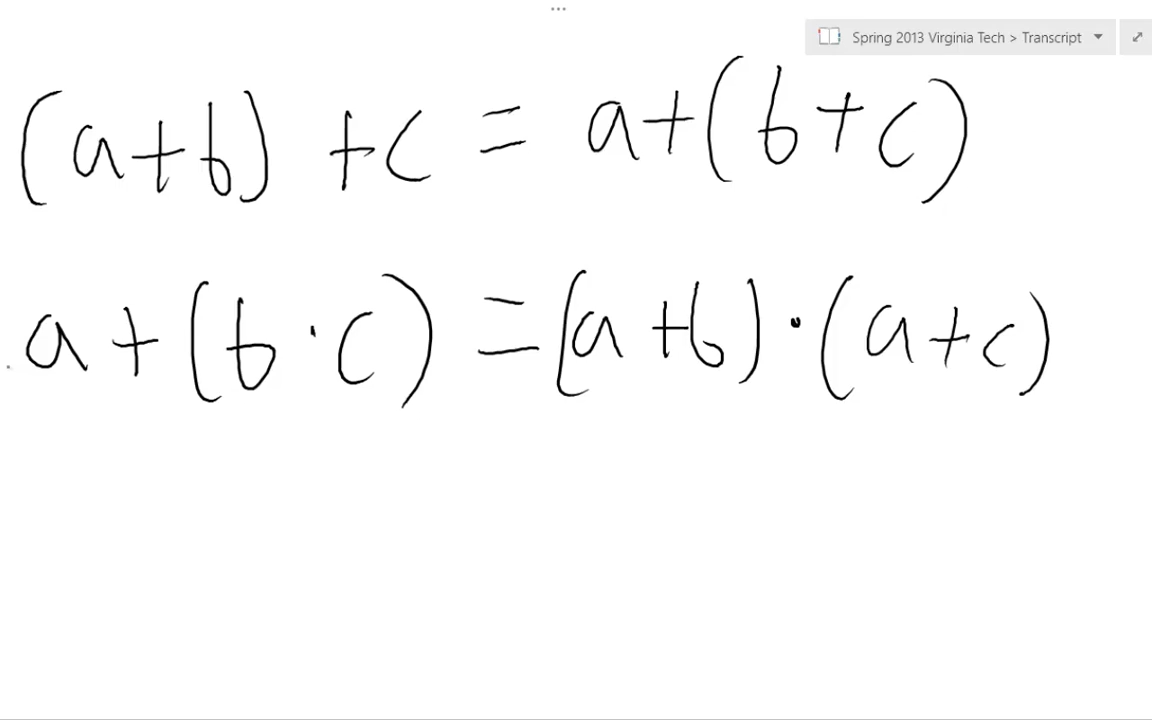 Spring 2013 Virginia Tech > Transcript
(a+b) +c = a+(b+c)
a+(b·c) = (a+b)·(a+c)